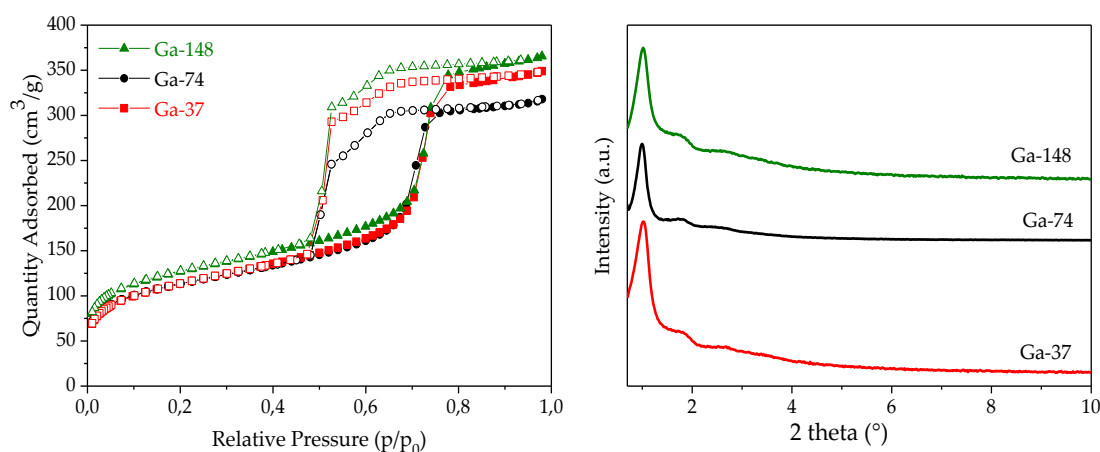 400
350
300
250
200
150
100
50
0
Quantity Adsorbed (cm³/g)
Ga-148
Ga-74
Ga-37
0,0
0,2
0,4
0,6
0,8
1,0
Relative Pressure (p/p₀)
Intensity (a.u.)
Ga-148
Ga-74
Ga-37
2
4
6
8
10
2 theta (°)